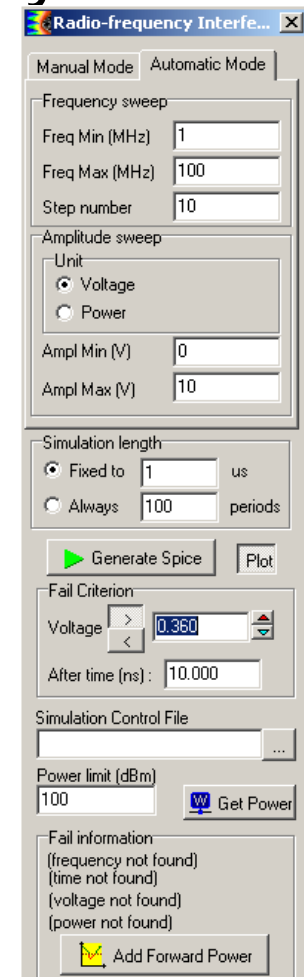 Radio-frequency Interfe...
Manual Mode Automatic Mode
Frequency sweep
Freq Min (MHz) 1
Freq Max (MHz) 100
Step number 10
Amplitude sweep
Unit
Voltage
Power
Ampl Min (V) 0
Ampl Max (V) 10
Simulation length
Fixed to 1 us
Always 100 periods
Generate Spice Plot
Fail Criterion
Voltage > < 0.360
After time (ns) : 10.000
Simulation Control File
...
Power limit (dBm)
100 W Get Power
Fail information
(frequency not found)
(time not found)
(voltage not found)
(power not found)
Add Forward Power